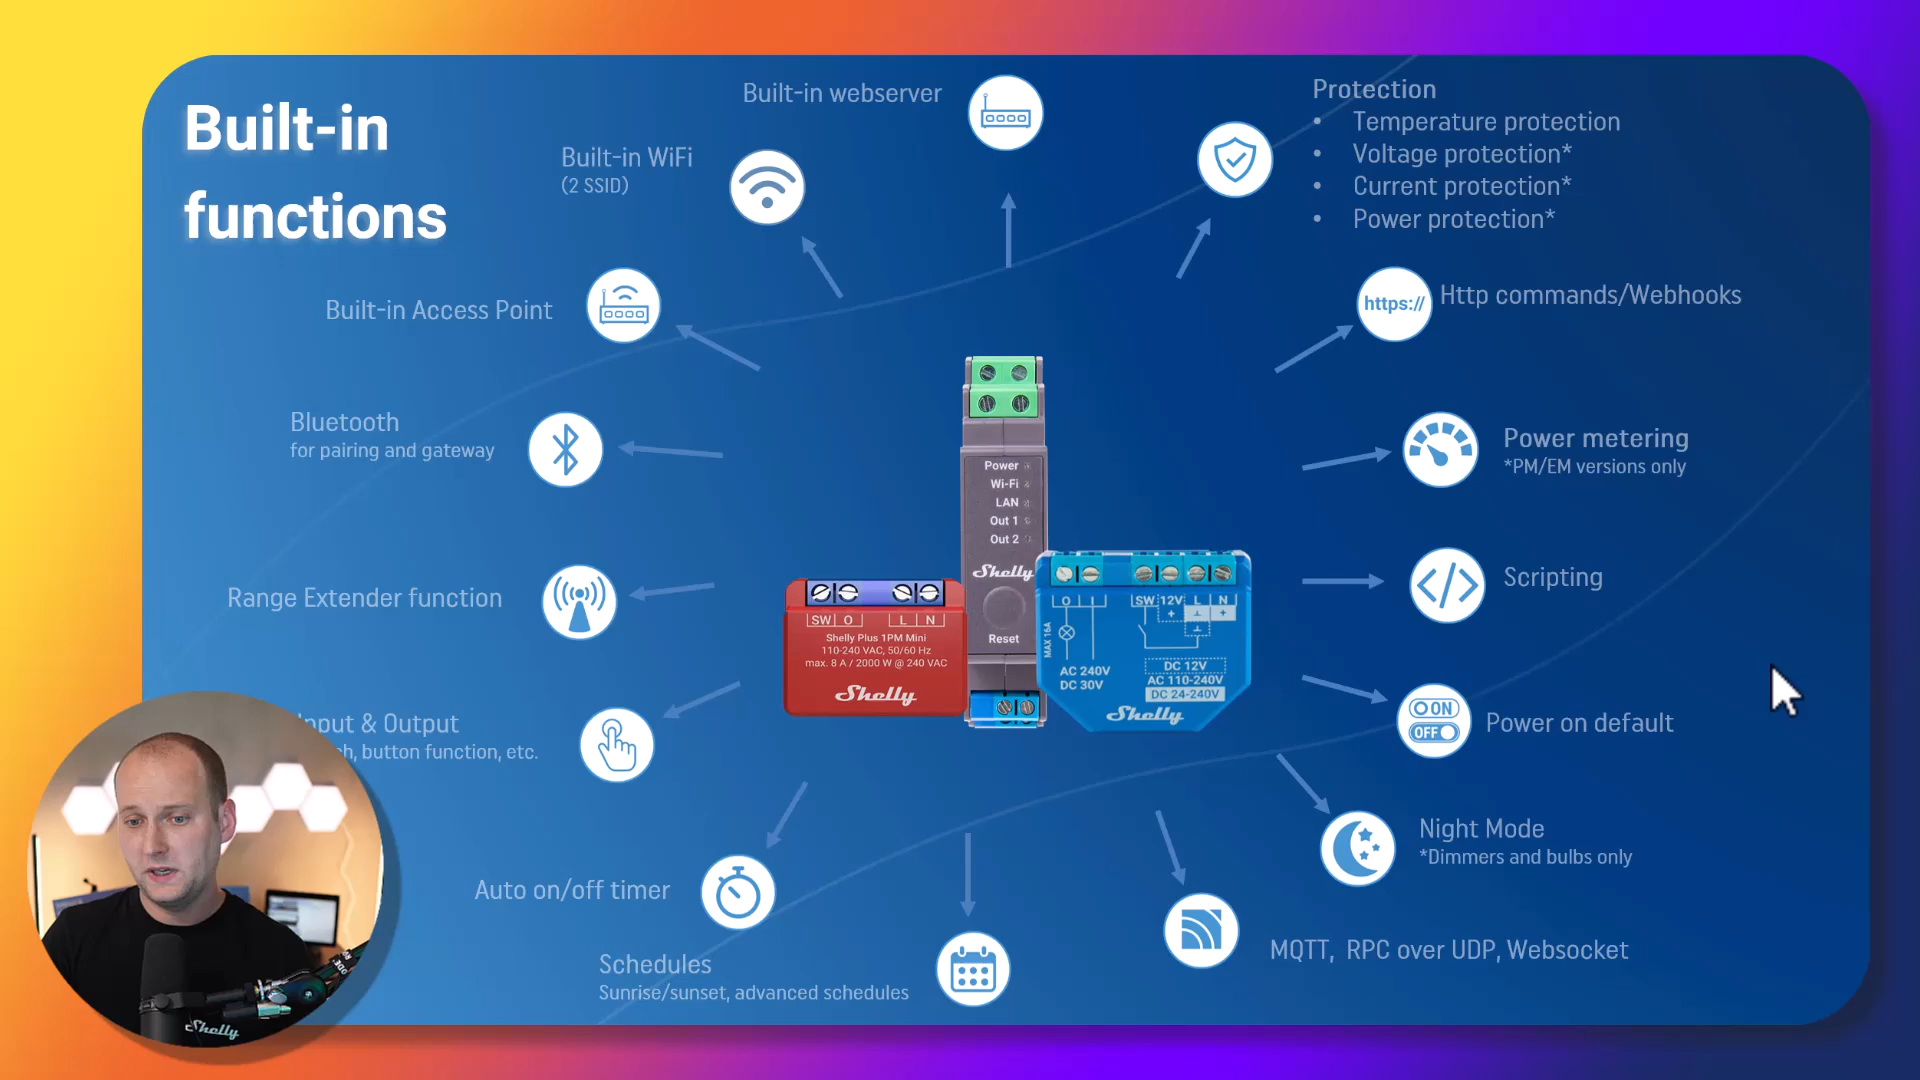 Built-in
functions
Built-in webserver
Built-in WiFi
(2 SSID)
Built-in Access Point
Bluetooth
for pairing and gateway
Range Extender function
Input & Output
button function, etc.
Auto on/off timer
Schedules
Sunrise/sunset, advanced schedules
Protection
• Temperature protection
• Voltage protection*
• Current protection*
• Power protection*
https://
Http commands/Webhooks
Power metering
*PM/EM versions only
Scripting
ON
OFF
Power on default
Night Mode
*Dimmers and bulbs only
MQTT, RPC over UDP, Websocket
Power
Wi-Fi
LAN
Out 1
Out 2
Shelly
Reset
SW O L N
Shelly Plus 1PM Mini
110-240 VAC, 50/60 Hz
max. 8 A / 2000 W @ 240 VAC
Shelly
O I SW 12V L N
+ ⊥ +
⊥
MAX 16A
AC 240V
DC 30V
DC 12V
AC 110-240V
DC 24-240V
Shelly
RODE
Shelly